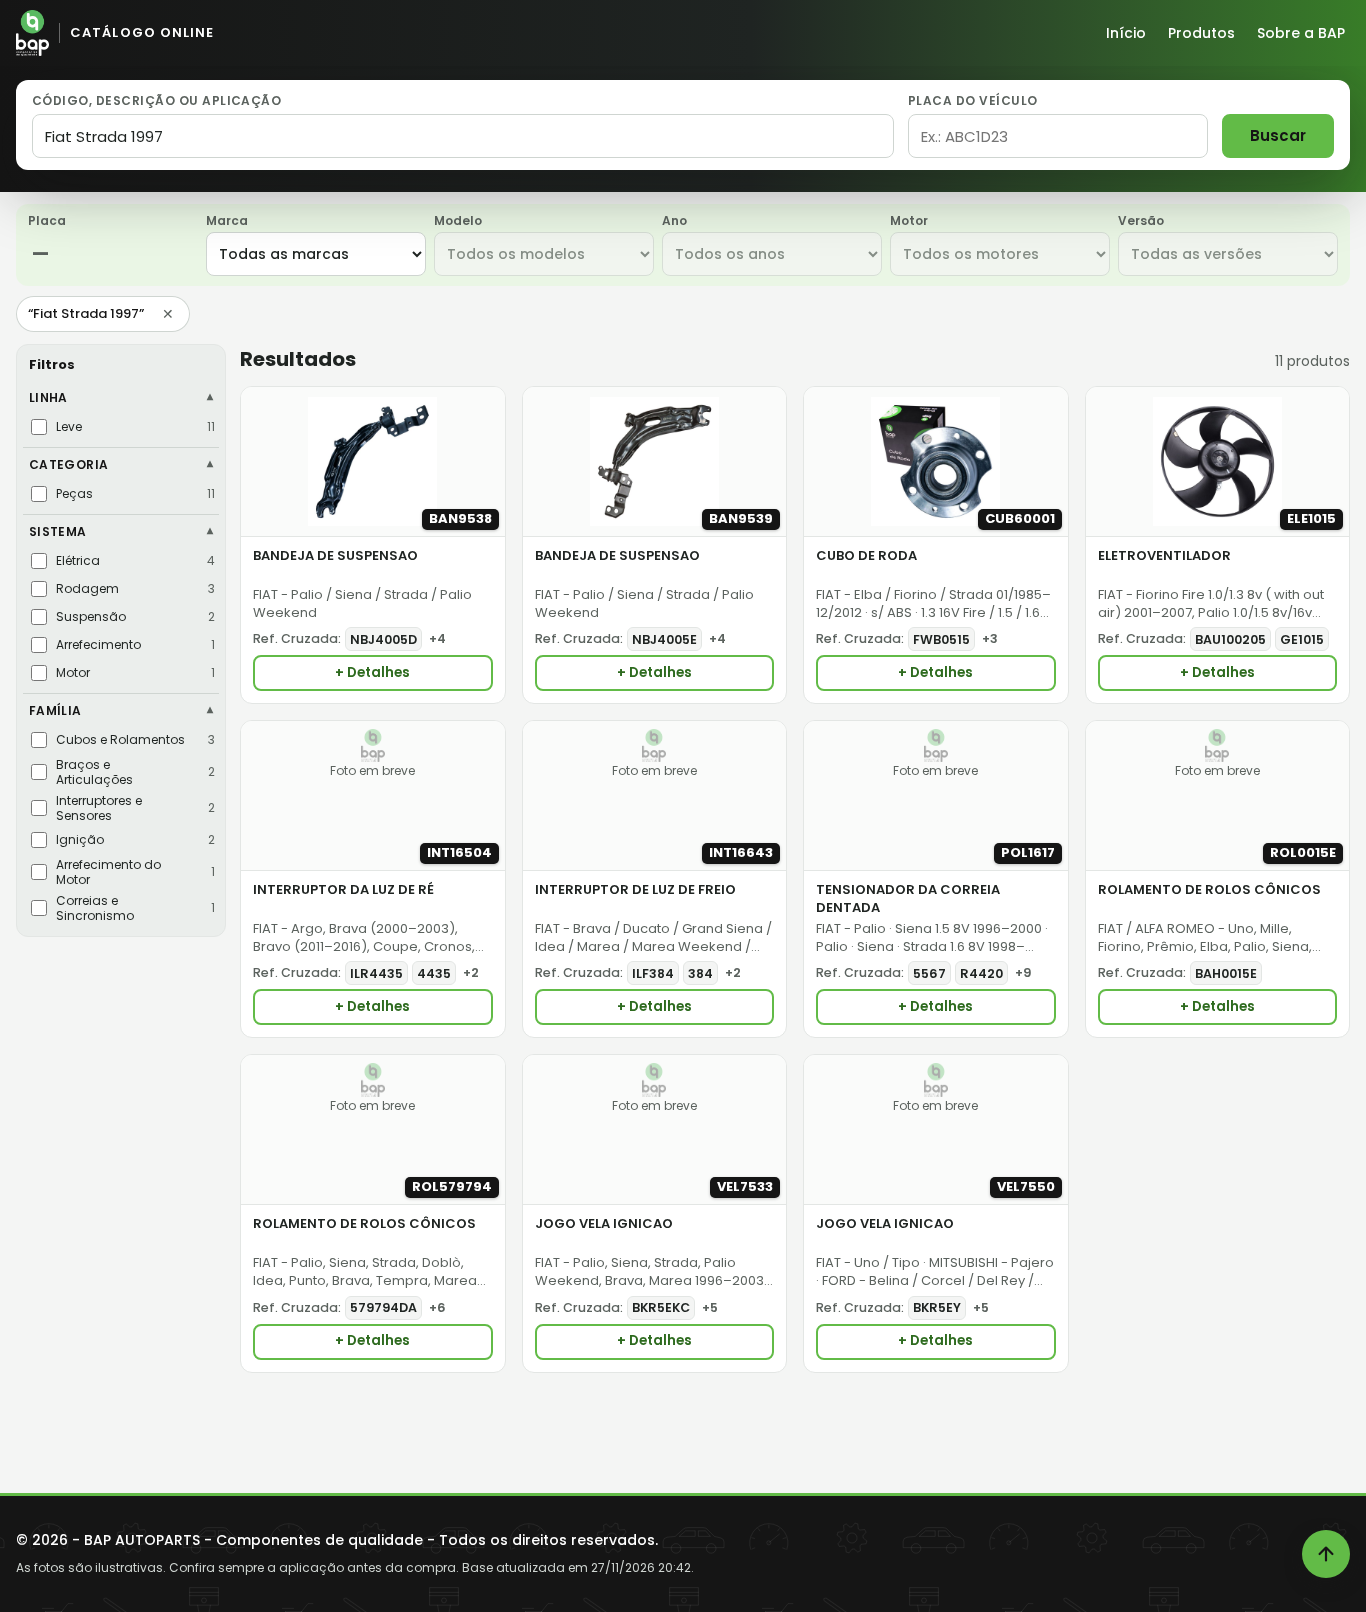 bap
CATÁLOGO ONLINE
Início
Produtos
Sobre a BAP
CÓDIGO, DESCRIÇÃO OU APLICAÇÃO
PLACA DO VEÍCULO
Fiat Strada 1997
Ex.: ABC1D23
Buscar
Placa
Marca
Modelo
Ano
Motor
Versão
—
Todas as marcas
Todos os modelos
Todos os anos
Todos os motores
Todas as versões
“Fiat Strada 1997” ×
Filtros
LINHA
Leve 11
CATEGORIA
Peças 11
SISTEMA
Elétrica 4
Rodagem 3
Suspensão 2
Arrefecimento 1
Motor 1
FAMÍLIA
Cubos e Rolamentos 3
Braços e
Articulações 2
Interruptores e
Sensores 2
Ignição 2
Arrefecimento do
Motor 1
Correias e
Sincronismo 1
Resultados
11 produtos
BAN9538
BANDEJA DE SUSPENSAO
FIAT - Palio / Siena / Strada / Palio
Weekend
Ref. Cruzada: NBJ4005D +4
+ Detalhes
BAN9539
BANDEJA DE SUSPENSAO
FIAT - Palio / Siena / Strada / Palio
Weekend
Ref. Cruzada: NBJ4005E +4
+ Detalhes
CUB60001
CUBO DE RODA
FIAT - Elba / Fiorino / Strada 01/1985–
12/2012 · s/ ABS · 1.3 16V Fire / 1.5 / 1.6...
Ref. Cruzada: FWB0515 +3
+ Detalhes
ELE1015
ELETROVENTILADOR
FIAT - Fiorino Fire 1.0/1.3 8v ( with out
air) 2001–2007, Palio 1.0/1.5 8v/16v...
Ref. Cruzada: BAU100205 GE1015
+ Detalhes
bap
Foto em breve
INT16504
INTERRUPTOR DA LUZ DE RÉ
FIAT - Argo, Brava (2000–2003),
Bravo (2011–2016), Coupe, Cronos,...
Ref. Cruzada: ILR4435 4435 +2
+ Detalhes
bap
Foto em breve
INT16643
INTERRUPTOR DE LUZ DE FREIO
FIAT - Brava / Ducato / Grand Siena /
Idea / Marea / Marea Weekend /...
Ref. Cruzada: ILF384 384 +2
+ Detalhes
bap
Foto em breve
POL1617
TENSIONADOR DA CORREIA
DENTADA
FIAT - Palio · Siena 1.5 8V 1996–2000 ·
Palio · Siena · Strada 1.6 8V 1998–...
Ref. Cruzada: 5567 R4420 +9
+ Detalhes
bap
Foto em breve
ROL0015E
ROLAMENTO DE ROLOS CÔNICOS
FIAT / ALFA ROMEO - Uno, Mille,
Fiorino, Prêmio, Elba, Palio, Siena,...
Ref. Cruzada: BAH0015E
+ Detalhes
bap
Foto em breve
ROL579794
ROLAMENTO DE ROLOS CÔNICOS
FIAT - Palio, Siena, Strada, Doblò,
Idea, Punto, Brava, Tempra, Marea...
Ref. Cruzada: 579794DA +6
+ Detalhes
bap
Foto em breve
VEL7533
JOGO VELA IGNICAO
FIAT - Palio, Siena, Strada, Palio
Weekend, Brava, Marea 1996–2003...
Ref. Cruzada: BKR5EKC +5
+ Detalhes
bap
Foto em breve
VEL7550
JOGO VELA IGNICAO
FIAT - Uno / Tipo · MITSUBISHI - Pajero
· FORD - Belina / Corcel / Del Rey /...
Ref. Cruzada: BKR5EY +5
+ Detalhes
© 2026 - BAP AUTOPARTS - Componentes de qualidade - Todos os direitos reservados.
As fotos são ilustrativas. Confira sempre a aplicação antes da compra. Base atualizada em 27/11/2026 20:42.